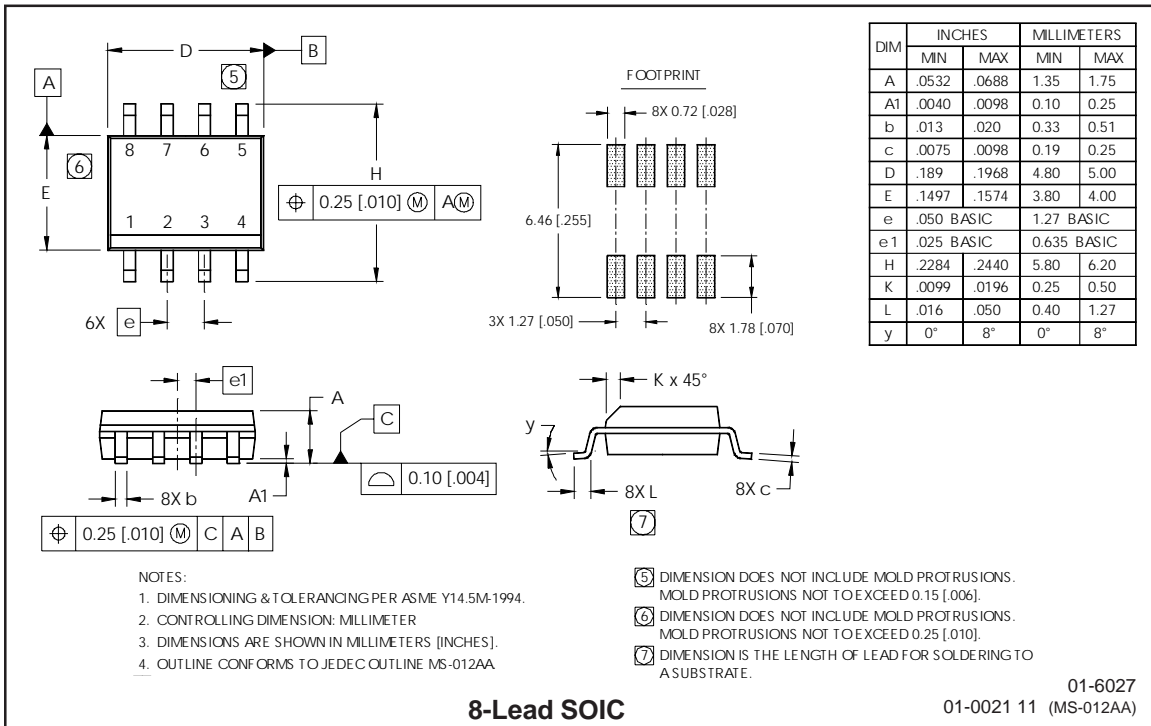 D
B
5
A
8 7 6 5
6
E
H
⌖ 0.25 [.010] Ⓜ AⓂ
1 2 3 4
6X e
FOOTPRINT
8X 0.72 [.028]
6.46 [.255]
3X 1.27 [.050]
8X 1.78 [.070]
DIM INCHES MILLIMETERS
MIN MAX MIN MAX
A .0532 .0688 1.35 1.75
A1 .0040 .0098 0.10 0.25
b .013 .020 0.33 0.51
c .0075 .0098 0.19 0.25
D .189 .1968 4.80 5.00
E .1497 .1574 3.80 4.00
e .050 BASIC 1.27 BASIC
e1 .025 BASIC 0.635 BASIC
H .2284 .2440 5.80 6.20
K .0099 .0196 0.25 0.50
L .016 .050 0.40 1.27
y 0° 8° 0° 8°
e1
A
C
⌓ 0.10 [.004]
8X b
A1
⌖ 0.25 [.010] Ⓜ C A B
K x 45°
y
8X L
7
8X c
NOTES:
1. DIMENSIONING & TOLERANCING PER ASME Y14.5M-1994.
2. CONTROLLING DIMENSION: MILLIMETER
3. DIMENSIONS ARE SHOWN IN MILLIMETERS [INCHES].
4. OUTLINE CONFORMS TO JEDEC OUTLINE MS-012AA.
5 DIMENSION DOES NOT INCLUDE MOLD PROTRUSIONS.
MOLD PROTRUSIONS NOT TO EXCEED 0.15 [.006].
6 DIMENSION DOES NOT INCLUDE MOLD PROTRUSIONS.
MOLD PROTRUSIONS NOT TO EXCEED 0.25 [.010].
7 DIMENSION IS THE LENGTH OF LEAD FOR SOLDERING TO
A SUBSTRATE.
8-Lead SOIC
01-6027
01-0021 11 (MS-012AA)